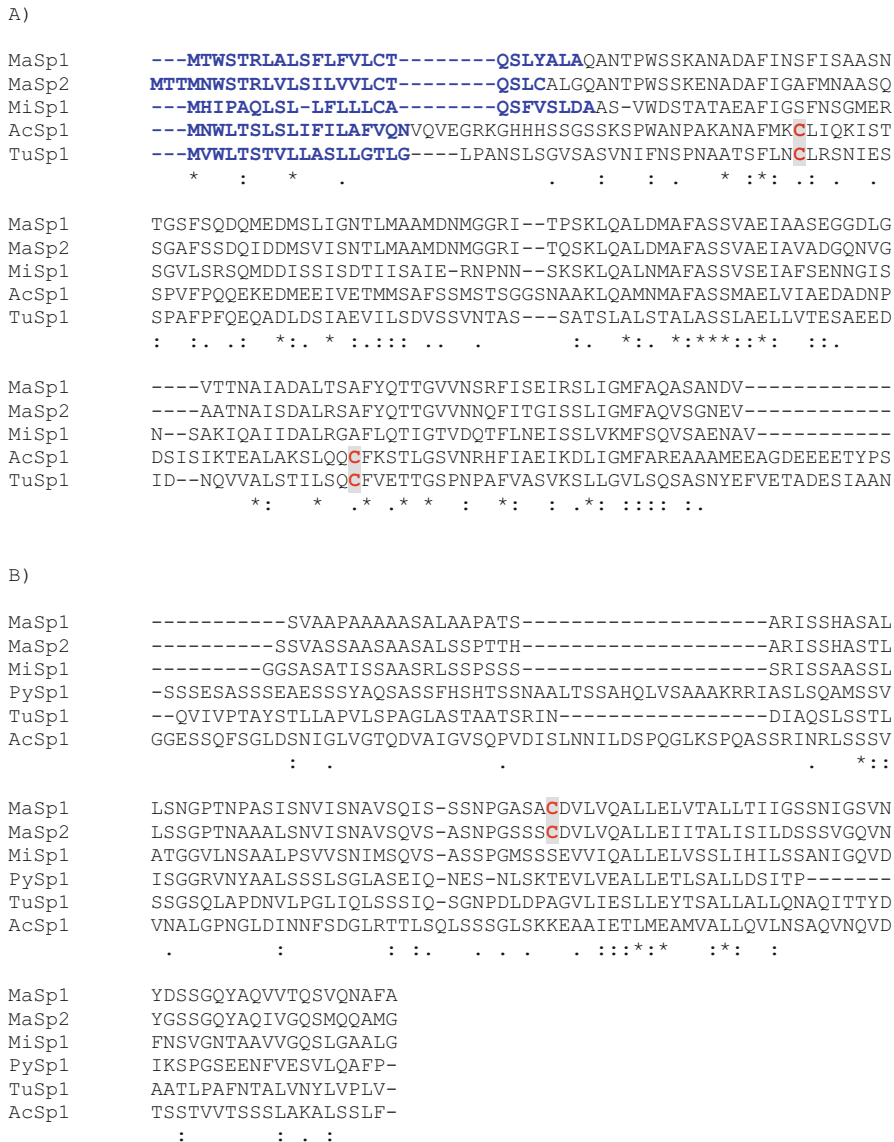 A)
MaSp1 ---MTWSTRLALSFLFVLCT--------QSLYALAQANTPWSSKANADAFINSFISAASN
MaSp2 MTTMNWSTRLVLSILVVLCT--------QSLCALGQANTPWSSKENADAFIGAFMNAASQ
MiSp1 ---MHIPAQLSL-LFLLLCA--------QSFVSLDAAS-VWDSTATAEAFIGSFNSGMER
AcSp1 ---MNWLTSLSLIFILAFVQNVQVEGRKGHHHSSGSSKSPWANPAKANAFMKCLIQKIST
TuSp1 ---MVWLTSTVLLASLLGTLG----LPANSLSGVSASVNIFNSPNAATSFLNCLRSNIES
* : * . . : : . * :* .: . .
MaSp1 TGSFSQDQMEDMSLIGNTLMAAMDNMGGRI--TPSKLQALDMAFASSVAEIAASEGGDLG
MaSp2 SGAFSSDQIDDMSVISNTLMAAMDNMGGRI--TQSKLQALDMAFASSVAEIAVADGQNVG
MiSp1 SGVLSRSQMDDISSISDTIISAIE-RNPNN--SKSKLQALNMAFASSVSEIAFSENNGIS
AcSp1 SPVFPQQEKEDMEEIVETMMSAFSSMSTSGGSNAAKLQAMNMAFASSMAELVIAEDADNP
TuSp1 SPAFPFQEQADLDSIAEVILSDVSSVNTAS---SATSLALSTALASSLAELLVTESAEED
: :. .: *:. * :.::: .. . :. *:. *:***::*: ::.
MaSp1 ----VTTNAIADALTSAFYQTTGVVNSRFISEIRSLIGMFAQASANDV------------
MaSp2 ----AATNAISDALRSAFYQTTGVVNNQFITGISSLIGMFAQVSGNEV------------
MiSp1 N--SAKIQAIIDALRGAFLQTIGTVDQTFLNEISSLVKMFSQVSAENAV-----------
AcSp1 DSISIKTEALAKSLQQCFKSTLGSVNRHFIAEIKDLIGMFAREAAAMEEAGDEEEETYPS
TuSp1 ID--NQVVALSTILSQCFVETTGSPNPAFVASVKSLLGVLSQSASNYEFVETADESIAAN
*: * .* .* * : *: : .*: :::: :.
B)
MaSp1 -----------SVAAPAAAAASALAAPATS--------------------ARISSHASAL
MaSp2 ----------SSVASSAASAASALSSPTTH--------------------ARISSHASTL
MiSp1 ---------GGSASATISSAASRLSSPSSS--------------------SRISSAASSL
PySp1 -SSSESASSSEAESSSYAQSASSFHSHTSSNAALTSSAHQLVSAAAKRRIASLSQAMSSV
TuSp1 --QVIVPTAYSTLLAPVLSPAGLASTAATSRIN-----------------DIAQSLSSTL
AcSp1 GGESSQFSGLDSNIGLVGTQDVAIGVSQPVDISLNNILDSPQGLKSPQASSRINRLSSSV
: . . . *::
MaSp1 LSNGPTNPASISNVISNAVSQIS-SSNPGASACDVLVQALLELVTALLTIIGSSNIGSVN
MaSp2 LSSGPTNAAALSNVISNAVSQVS-ASNPGSSSCDVLVQALLEIITALISILDSSSVGQVN
MiSp1 ATGGVLNSAALPSVVSNIMSQVS-ASSPGMSSSEVVIQALLELVSSLIHILSSANIGQVD
PySp1 ISGGRVNYAALSSSLSGLASEIQ-NES-NLSKTEVLVEALLETLSALLDSITP-------
TuSp1 SSGSQLAPDNVLPGLIQLSSSIQ-SGNPDLDPAGVLIESLLEYTSALLALLQNAQITTYD
AcSp1 VNALGPNGLDINNFSDGLRTTLSQLSSSGLSKKEAAIETLMEAMVALLQVLNSAQVNQVD
. : : :. . . . . :::*:* :*: :
MaSp1 YDSSGQYAQVVTQSVQNAFA
MaSp2 YGSSGQYAQIVGQSMQQAMG
MiSp1 FNSVGNTAAVVGQSLGAALG
PySp1 IKSPGSEENFVESVLQAFP-
TuSp1 AATLPAFNTALVNYLVPLV-
AcSp1 TSSTVVTSSSLAKALSSLF-
: : . :